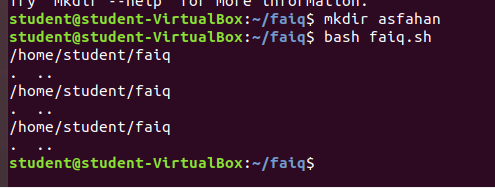 Try 'mkdir --help' for more information.
student@student-VirtualBox:~/faiq$ mkdir asfahan
student@student-VirtualBox:~/faiq$ bash faiq.sh
/home/student/faiq
.  ..
/home/student/faiq
.  ..
/home/student/faiq
.  ..
student@student-VirtualBox:~/faiq$